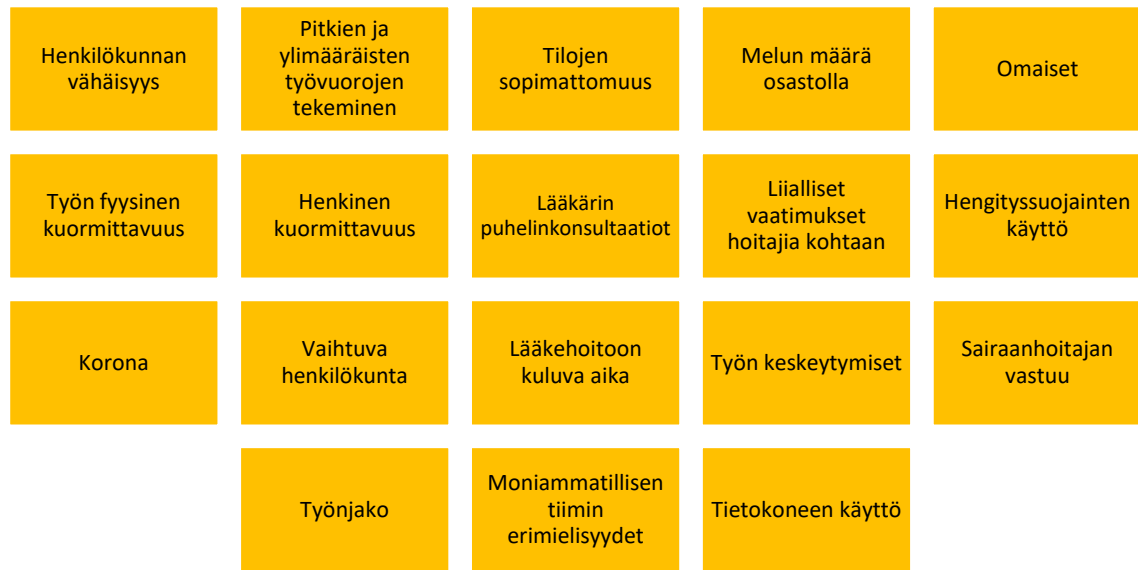 Henkilökunnan
vähäisyys
Pitkien ja
ylimääräisten
työvuorojen
tekeminen
Tilojen
sopimattomuus
Melun määrä
osastolla
Omaiset
Työn fyysinen
kuormittavuus
Henkinen
kuormittavuus
Lääkärin
puhelinkonsultaatiot
Liialliset
vaatimukset
hoitajia kohtaan
Hengityssuojainten
käyttö
Korona
Vaihtuva
henkilökunta
Lääkehoitoon
kuluva aika
Työn keskeytymiset
Sairaanhoitajan
vastuu
Työnjako
Moniammatillisen
tiimin
erimielisyydet
Tietokoneen käyttö